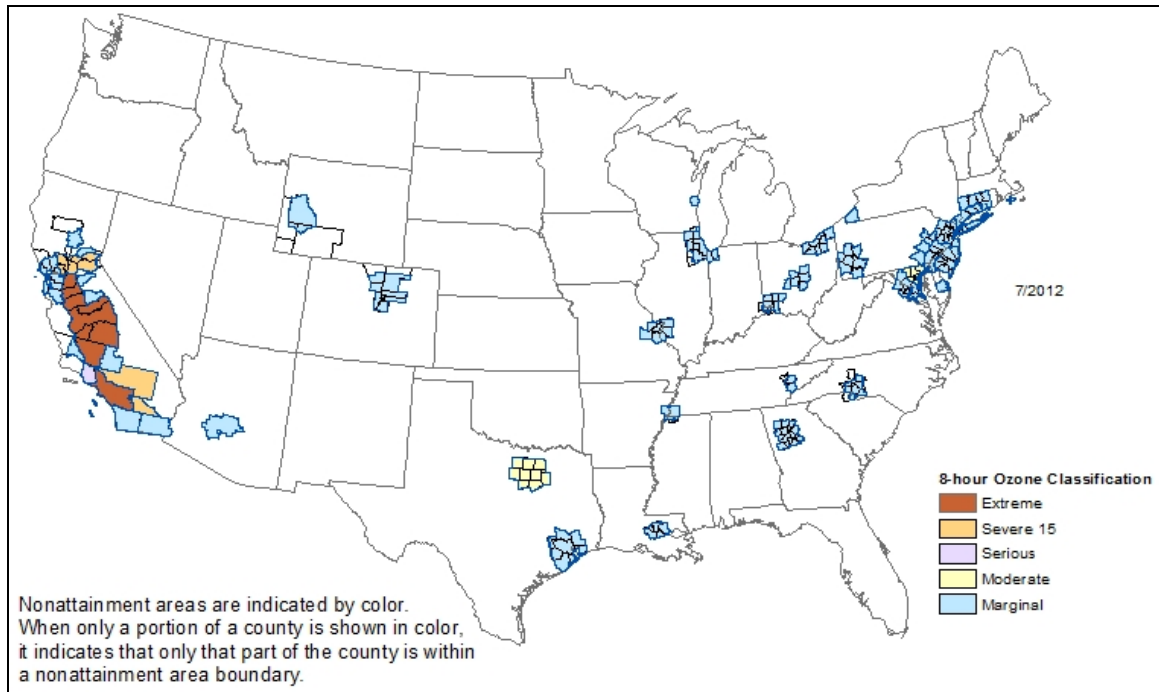 7/2012
8-hour Ozone Classification
Extreme
Severe 15
Serious
Moderate
Marginal
Nonattainment areas are indicated by color.
When only a portion of a county is shown in color,
it indicates that only that part of the county is within
a nonattainment area boundary.